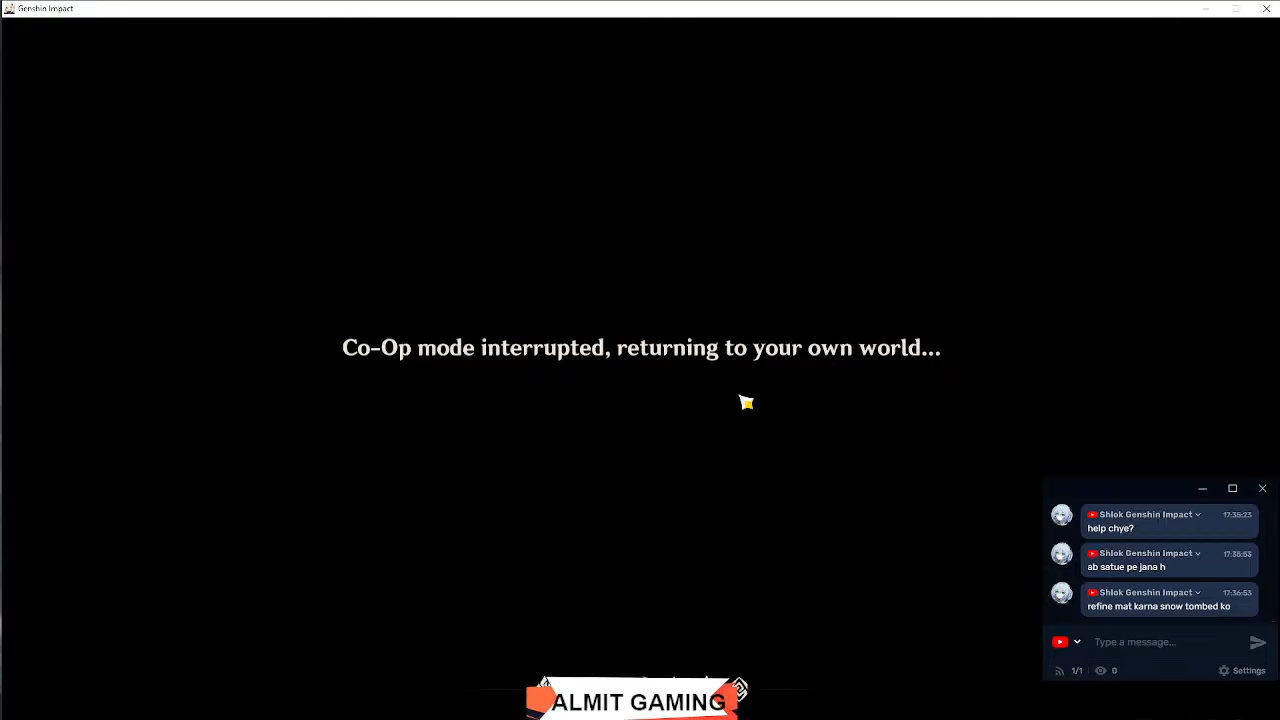 Genshin Impact
Co-Op mode interrupted, returning to your own world...
Shlok Genshin Impact 17:35:23
help chye?
Shlok Genshin Impact 17:35:53
ab satue pe jana h
Shlok Genshin Impact 17:36:53
refine mat karna snow tombed ko
Type a message...
1/1 0 Settings
ALMIT GAMING